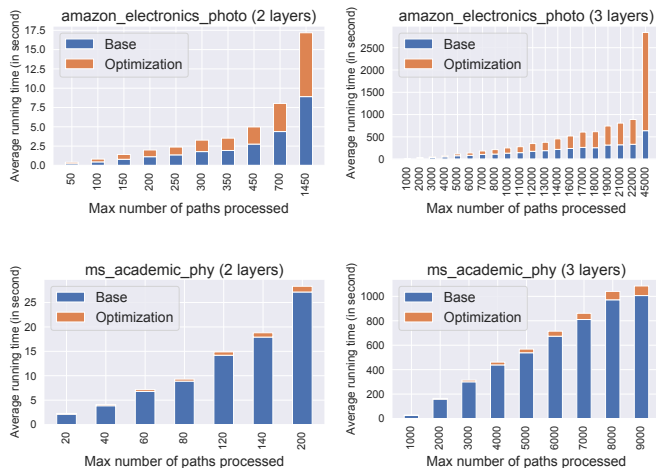 amazon_electronics_photo (2 layers)
Average running time (in second)
17.5
15.0
12.5
10.0
7.5
5.0
2.5
0.0
Base
Optimization
50 100 150 200 250 300 350 450 700 1450
Max number of paths processed
amazon_electronics_photo (3 layers)
Average running time (in second)
2500
2000
1500
1000
500
0
Base
Optimization
1000 2000 3000 4000 5000 6000 7000 8000 9000 10000 11000 12000 13000 14000 16000 17000 18000 19000 21000 22000 45000
Max number of paths processed
ms_academic_phy (2 layers)
Average running time (in second)
25
20
15
10
5
0
Base
Optimization
20 40 60 80 120 140 200
Max number of paths processed
ms_academic_phy (3 layers)
Average running time (in second)
1000
800
600
400
200
0
Base
Optimization
1000 2000 3000 4000 5000 6000 7000 8000 9000
Max number of paths processed